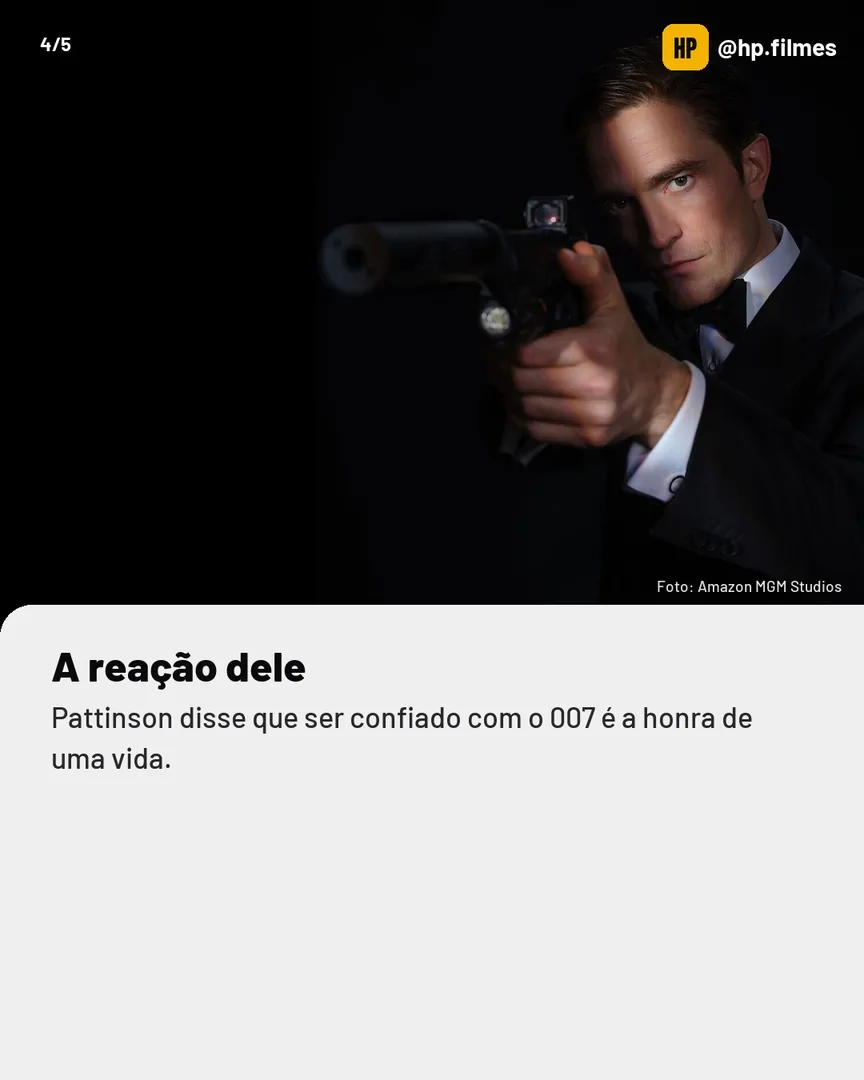 4/5
HP @hp.filmes
Foto: Amazon MGM Studios
A reação dele
Pattinson disse que ser confiado com o 007 é a honra de
uma vida.